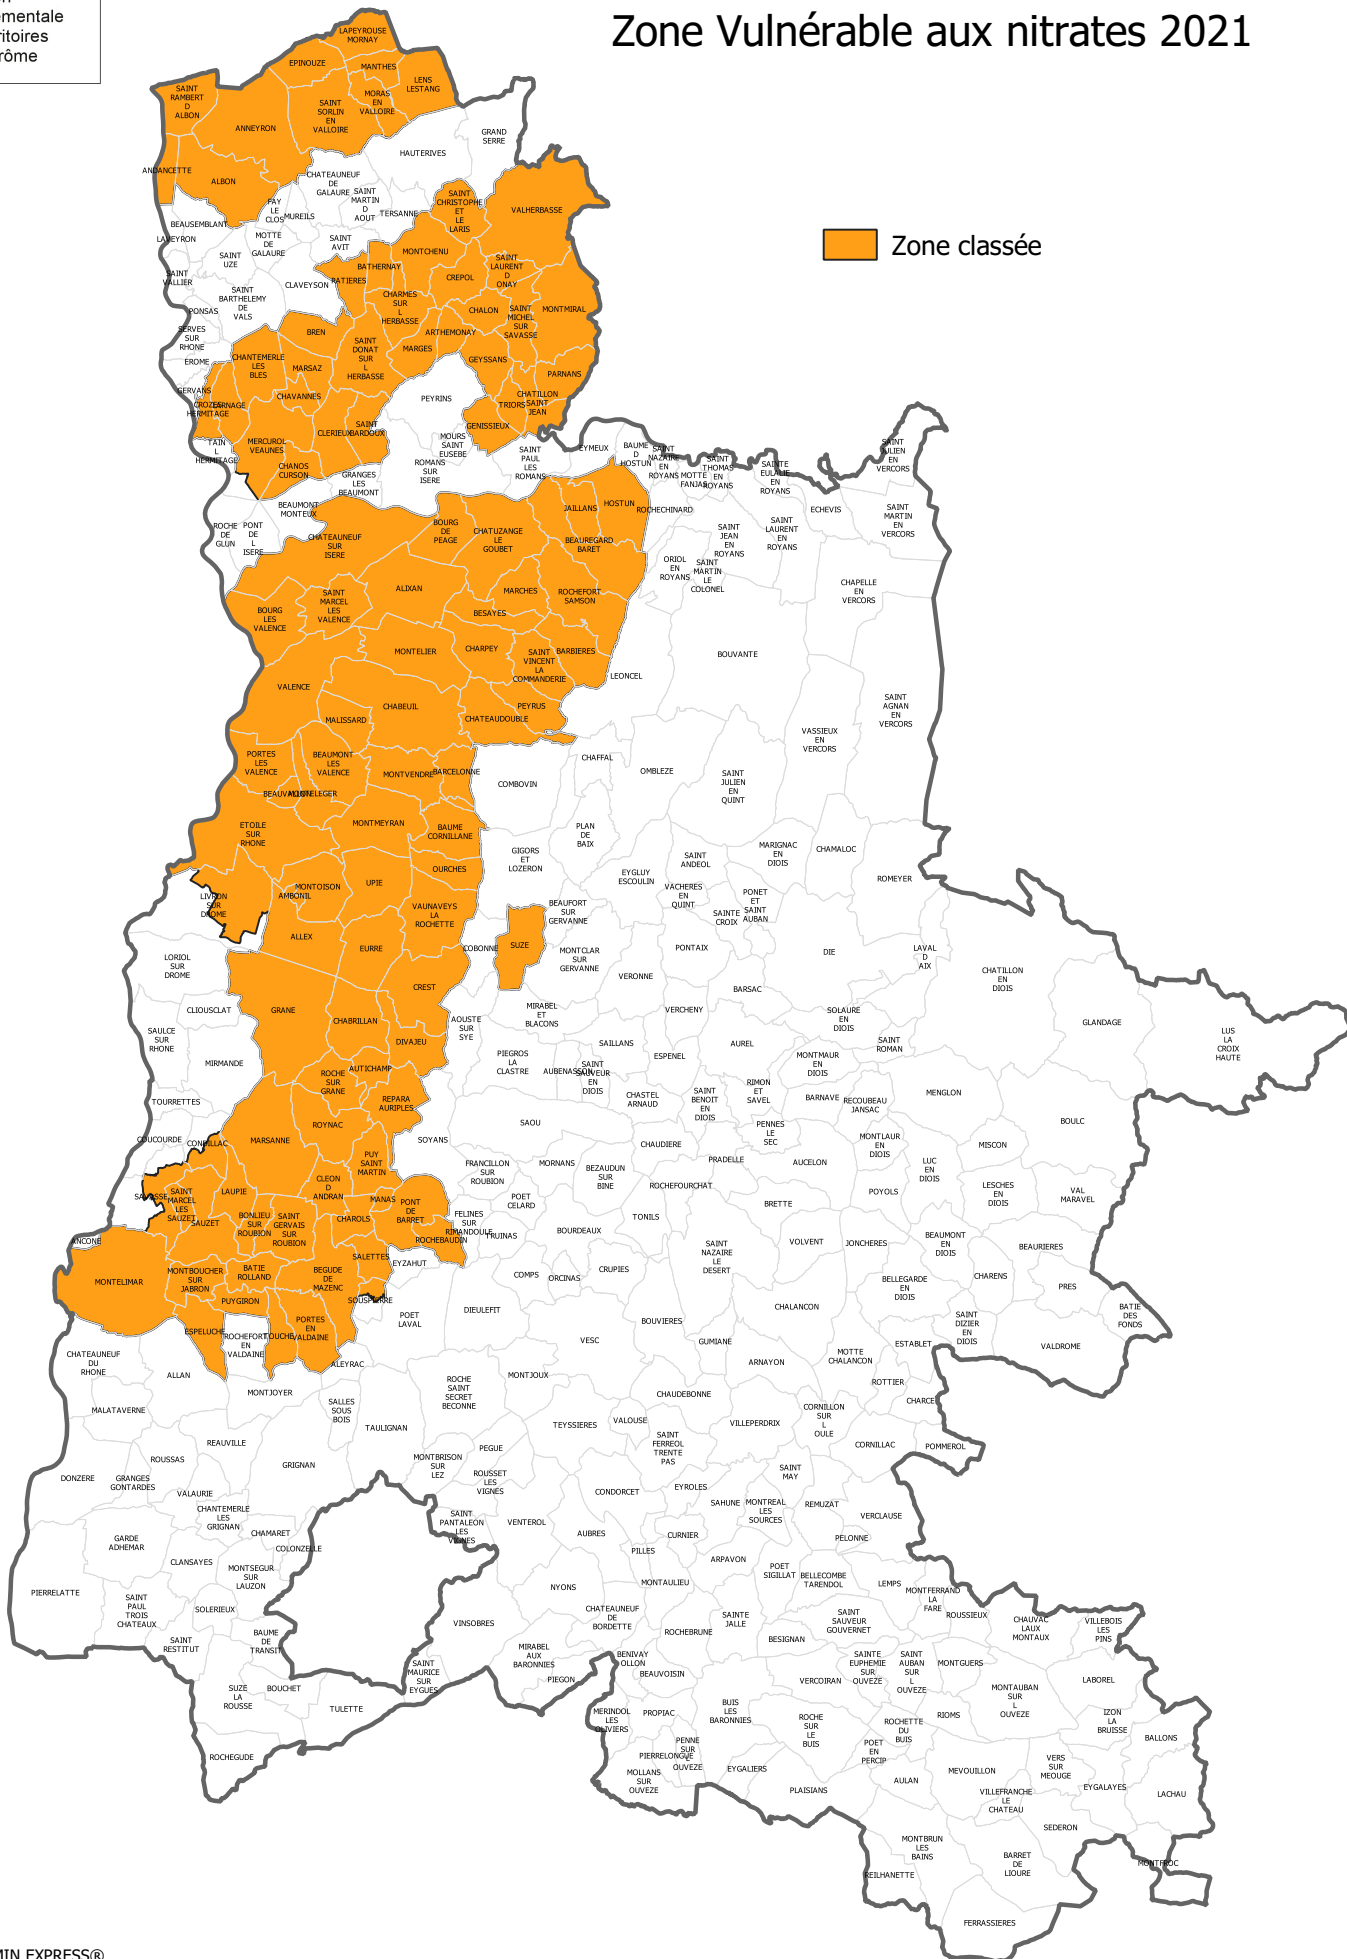 ementale
ritoires
rôme
Zone Vulnérable aux nitrates 2021
Zone classée
LAPEYROUSE
MORNAY
EPINOUZE
MANTHES
LENS
LESTANG
SAINT
RAMBERT
D
ALBON
MORAS
EN
VALLOIRE
SAINT
SORLIN
EN
VALLOIRE
ANNEYRON
GRAND
SERRE
HAUTERIVES
ANDANCETTE
ALBON
CHATEAUNEUF
DE
GALAURE
SAINT
MARTIN
D
AOUT
TERSANNE
SAINT
CHRISTOPHE
ET
LE
LARIS
VALHERBASSE
FAY
LE
CLOS
MUREILS
BEAUSEMBLANT
LAVEYRON
MOTTE
DE
GALAURE
SAINT
AVIT
SAINT
UZE
SAINT
VALLIER
MONTCHENU
BATHERNAY
RATIERES
CREPOL
SAINT
LAURENT
D
ONAY
CLAVEYSON
SAINT
BARTHELEMY
DE
VALS
PONSAS
CHARMES
SUR
L
HERBASSE
CHALON
SAINT
MICHEL
SUR
SAVASSE
MONTMIRAL
SERVES
SUR
RHONE
BREN
ARTHEMONAY
SAINT
DONAT
SUR
L
HERBASSE
MARGES
GEYSSANS
PARNANS
EROME
CHANTEMERLE
LES
BLES
MARSAZ
GERVANS
CHAVANNES
CROZES
HERMITAGE
LARNAGE
PEYRINS
TRIORS
CHATILLON
SAINT
JEAN
GENISSIEUX
CLERIEUX
SAINT
BARDOUX
MERCUROL
VEAUNES
TAIN
L
HERMITAGE
MOURS
SAINT
EUSEBE
ROMANS
SUR
ISERE
SAINT
PAUL
LES
ROMANS
EYMEUX
BAUME
D
HOSTUN
SAINT
NAZAIRE
EN
ROYANS
MOTTE
FANJAS
SAINT
THOMAS
EN
ROYANS
SAINTE
EULALIE
EN
ROYANS
SAINT
JULIEN
EN
VERCORS
CHANOS
CURSON
GRANGES
LES
BEAUMONT
BEAUMONT
MONTEUX
ROCHE
DE
GLUN
PONT
DE
L
ISERE
CHATEAUNEUF
SUR
ISERE
BOURG
DE
PEAGE
CHATUZANGE
LE
GOUBET
JAILLANS
HOSTUN
BEAUREGARD
BARET
ROCHECHINARD
SAINT
JEAN
EN
ROYANS
SAINT
LAURENT
EN
ROYANS
ECHEVIS
SAINT
MARTIN
EN
VERCORS
ORIOL
EN
ROYANS
SAINT
MARTIN
LE
COLONEL
CHAPELLE
EN
VERCORS
ALIXAN
SAINT
MARCEL
LES
VALENCE
BOURG
LES
VALENCE
MARCHES
BESAYES
ROCHEFORT
SAMSON
MONTELIER
CHARPEY
SAINT
VINCENT
LA
COMMANDERIE
BARBIERES
LEONCEL
BOUVANTE
VALENCE
CHABEUIL
MALISSARD
PEYRUS
CHATEAUDOUBLE
SAINT
AGNAN
EN
VERCORS
VASSIEUX
EN
VERCORS
PORTES
LES
VALENCE
BEAUMONT
LES
VALENCE
MONTVENDRE
BARCELONNE
COMBOVIN
CHAFFAL
OMBLEZE
SAINT
JULIEN
EN
QUINT
BEAUVALLON
MONTELEGER
ETOILE
SUR
RHONE
MONTMEYRAN
BAUME
CORNILLANE
PLAN
DE
BAIX
GIGORS
ET
LOZERON
OURCHES
EYGLUY
ESCOULIN
SAINT
ANDEOL
MARIGNAC
EN
DIOIS
CHAMALOC
ROMEYER
UPIE
MONTOISON
AMBONIL
LIVRON
SUR
DROME
VAUNAVEYS
LA
ROCHETTE
BEAUFORT
SUR
GERVANNE
VACHERES
EN
QUINT
PONET
ET
SAINT
AUBAN
SAINTE
CROIX
ALLEX
EURRE
COBONNE
SUZE
MONTCLAR
SUR
GERVANNE
PONTAIX
DIE
LAVAL
D
AIX
LORIOL
SUR
DROME
VERONNE
CHATILLON
EN
DIOIS
BARSAC
CREST
GRANE
CLIOUSCLAT
CHABRILLAN
AOUSTE
SUR
SYE
MIRABEL
ET
BLACONS
VERCHENY
SOLAURE
EN
DIOIS
GLANDAGE
LUS
LA
CROIX
HAUTE
SAULCE
SUR
RHONE
DIVAJEU
SAILLANS
ESPENEL
AUREL
SAINT
ROMAN
MIRMANDE
PIEGROS
LA
CLASTRE
AUBENASSON
SAINT
SAUVEUR
EN
DIOIS
MONTMAUR
EN
DIOIS
AUTICHAMP
ROCHE
SUR
GRANE
REPARA
AURIPLES
CHASTEL
ARNAUD
SAINT
BENOIT
EN
DIOIS
RIMON
ET
SAVEL
BARNAVE
RECOUBEAU
JANSAC
MENGLON
TOURRETTES
ROYNAC
SAOU
PENNES
LE
SEC
BOULC
COUCOURDE
CONDILLAC
MARSANNE
SOYANS
CHAUDIERE
PRADELLE
MONTLAUR
EN
DIOIS
MISCON
PUY
SAINT
MARTIN
FRANCILLON
SUR
ROUBION
MORNANS
BEZAUDUN
SUR
BINE
ROCHEFOURCHAT
AUCELON
LUC
EN
DIOIS
SAVASSE
SAINT
MARCEL
LES
SAUZET
LAUPIE
CLEON
D
ANDRAN
MANAS
POET
CELARD
POYOLS
LESCHES
EN
DIOIS
VAL
MARAVEL
BRETTE
SAUZET
BONLIEU
SUR
ROUBION
SAINT
GERVAIS
SUR
ROUBION
CHAROLS
PONT
DE
BARRET
FELINES
SUR
RIMANDOULE
TRUINAS
BOURDEAUX
TONILS
ROCHEBAUDIN
VOLVENT
JONCHERES
BEAUMONT
EN
DIOIS
BEAURIERES
ANCONE
SALETTES
EYZAHUT
SAINT
NAZAIRE
LE
DESERT
MONTELIMAR
MONTBOUCHER
SUR
JABRON
BATIE
ROLLAND
BEGUDE
DE
MAZENC
COMPS
ORCINAS
CRUPIES
BELLEGARDE
EN
DIOIS
CHARENS
PRES
PUYGIRON
SOUSPIERRE
POET
LAVAL
DIEULEFIT
BOUVIERES
CHALANCON
SAINT
DIZIER
EN
DIOIS
BATIE
DES
FONDS
ESPELUCHE
ROCHEFORT
EN
VALDAINE
TOUCHE
PORTES
EN
VALDAINE
VESC
GUMIANE
ESTABLET
VALDROME
CHATEAUNEUF
DU
RHONE
ALLAN
ALEYRAC
ARNAYON
MOTTE
CHALANCON
MONTJOYER
ROCHE
SAINT
SECRET
BECONNE
MONTJOUX
ROTTIER
CHARCE
CHAUDEBONNE
MALATAVERNE
SALLES
SOUS
BOIS
TAULIGNAN
TEYSSIERES
VALOUSE
VILLEPERDRIX
CORNILLON
SUR
L
OULE
REAUVILLE
SAINT
FERREOL
TRENTE
PAS
CORNILLAC
POMMEROL
ROUSSAS
GRIGNAN
MONTBRISON
SUR
LEZ
PEGUE
ROUSSET
LES
VIGNES
SAINT
MAY
DONZERE
GRANGES
GONTARDES
VALAURIE
CONDORCET
EYROLES
SAHUNE
MONTREAL
LES
SOURCES
REMUZAT
VERCLAUSE
CHANTEMERLE
LES
GRIGNAN
CHAMARET
COLONZELLE
SAINT
PANTALEON
LES
VIGNES
VENTEROL
AUBRES
CURNIER
PELONNE
GARDE
ADHEMAR
CLANSAYES
MONTSEGUR
SUR
LAUZON
PILLES
ARPAVON
POET
SIGILLAT
BELLECOMBE
TARENDOL
LEMPS
MONTFERRAND
LA
FARE
PIERRELATTE
SAINT
PAUL
TROIS
CHATEAUX
NYONS
MONTAULIEU
SOLERIEUX
CHATEAUNEUF
DE
BORDETTE
SAINTE
JALLE
SAINT
SAUVEUR
GOUVERNET
ROUSSIEUX
CHAUVAC
LAUX
MONTAUX
VILLEBOIS
LES
PINS
VINSOBRES
ROCHEBRUNE
BESIGNAN
SAINT
RESTITUT
BAUME
DE
TRANSIT
MIRABEL
AUX
BARONNIES
BENIVAY
OLLON
SAINTE
EUPHEMIE
SUR
OUVEZE
SAINT
AUBAN
SUR
L
OUVEZE
MONTGUERS
SAINT
MAURICE
SUR
EYGUES
PIEGON
BEAUVOISIN
VERCOIRAN
MONTAUBAN
SUR
L
OUVEZE
LABOREL
SUZE
LA
ROUSSE
BOUCHET
TULETTE
MERINDOL
LES
OLIVIERS
PROPIAC
BUIS
LES
BARONNIES
ROCHE
SUR
LE
BUIS
ROCHETTE
DU
BUIS
RIOMS
IZON
LA
BRUISSE
BALLONS
ROCHEGUDE
PENNE
SUR
L
OUVEZE
PIERRELONGUE
POET
EN
PERCIP
VERS
SUR
MEOUGE
MOLLANS
SUR
OUVEZE
EYGALIERS
PLAISIANS
AULAN
MEVOUILLON
EYGALAYES
LACHAU
VILLEFRANCHE
LE
CHATEAU
SEDERON
MONTBRUN
LES
BAINS
BARRET
DE
LIOURE
MONTFROC
REILHANETTE
FERRASSIERES
MIN EXPRESS®